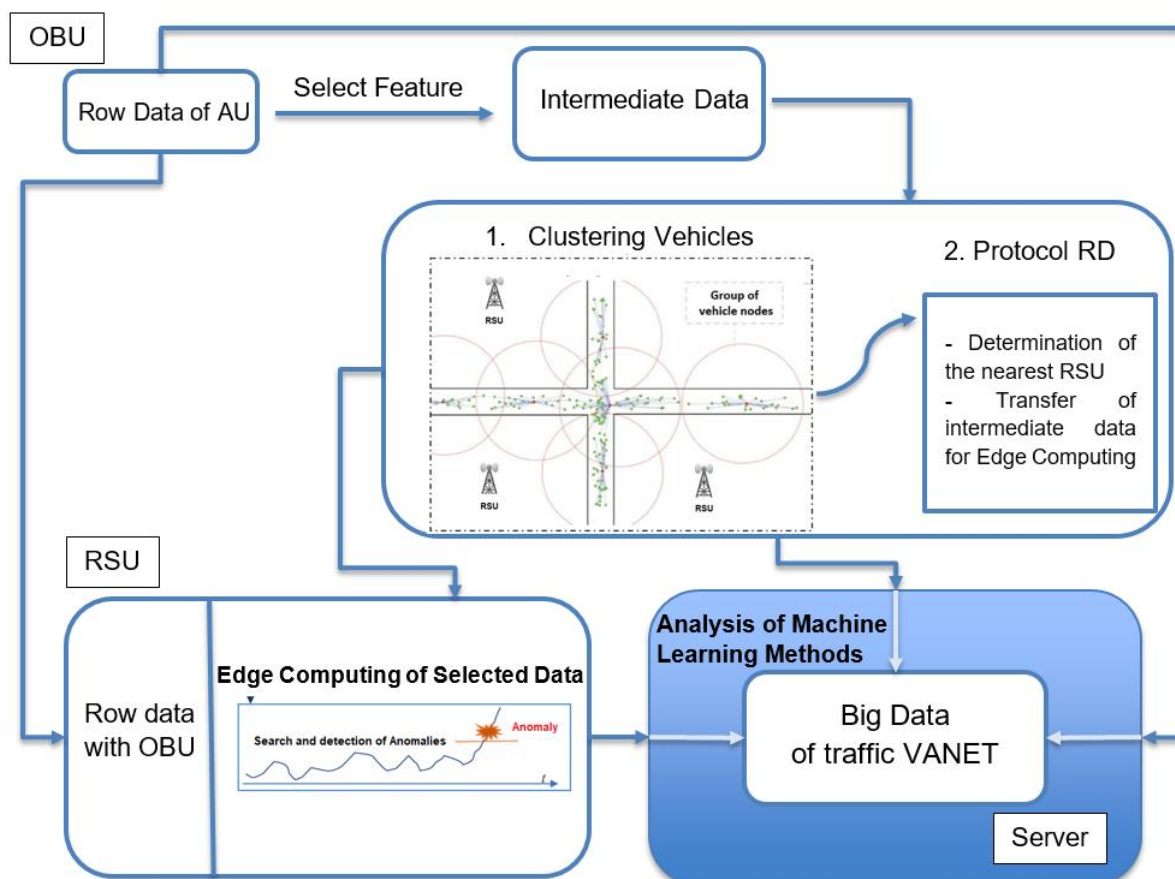 OBU
Row Data of AU
Select Feature
Intermediate Data
1. Clustering Vehicles
RSU
Group of
vehicle nodes
RSU
RSU
2. Protocol RD
- Determination of
the nearest RSU
- Transfer of
intermediate data
for Edge Computing
RSU
Row data
with OBU
Edge Computing of Selected Data
Anomaly
Search and detection of Anomalies
t
Analysis of Machine
Learning Methods
Big Data
of traffic VANET
Server